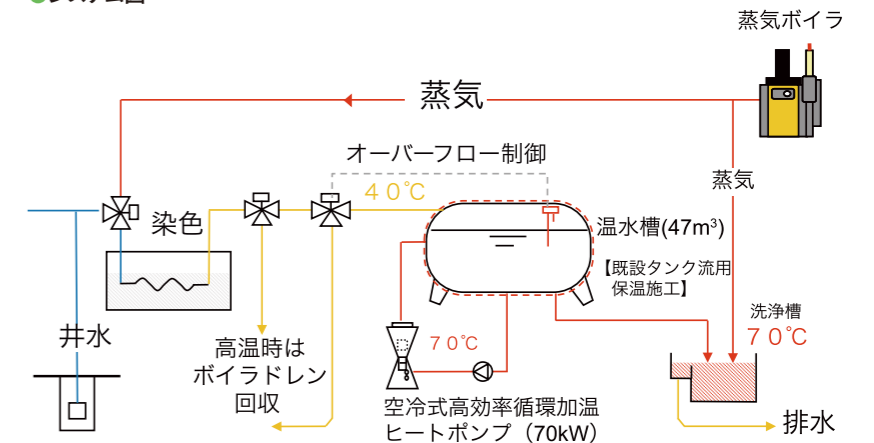 蒸気ボイラ
蒸気
オーバーフロー制御
40℃
蒸気
染色
温水槽(47m³)
【既設タンク流用
保温施工】
洗浄槽
70℃
井水
高温時は
ボイラドレン
回収
70℃
空冷式高効率循環加温
ヒートポンプ（70kW）
排水